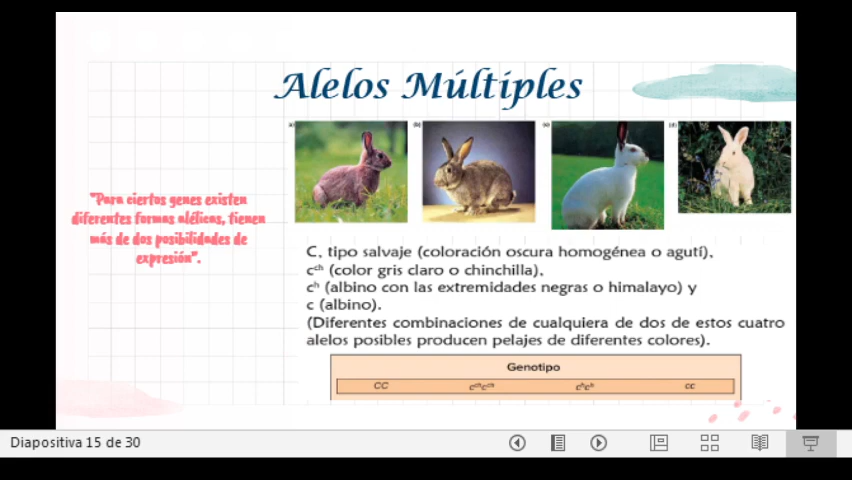 Alelos Múltiples
(a)
(b)
(c)
(d)
"Para ciertos genes existen
diferentes formas alélicas, tienen
más de dos posibilidades de
expresión".
C, tipo salvaje (coloración oscura homogénea o agutí),
cᶜʰ (color gris claro o chinchilla),
cʰ (albino con las extremidades negras o himalayo) y
c (albino).
(Diferentes combinaciones de cualquiera de dos de estos cuatro
alelos posibles producen pelajes de diferentes colores).
Genotipo
CC cᶜʰcᶜʰ cʰcʰ cc
Diapositiva 15 de 30